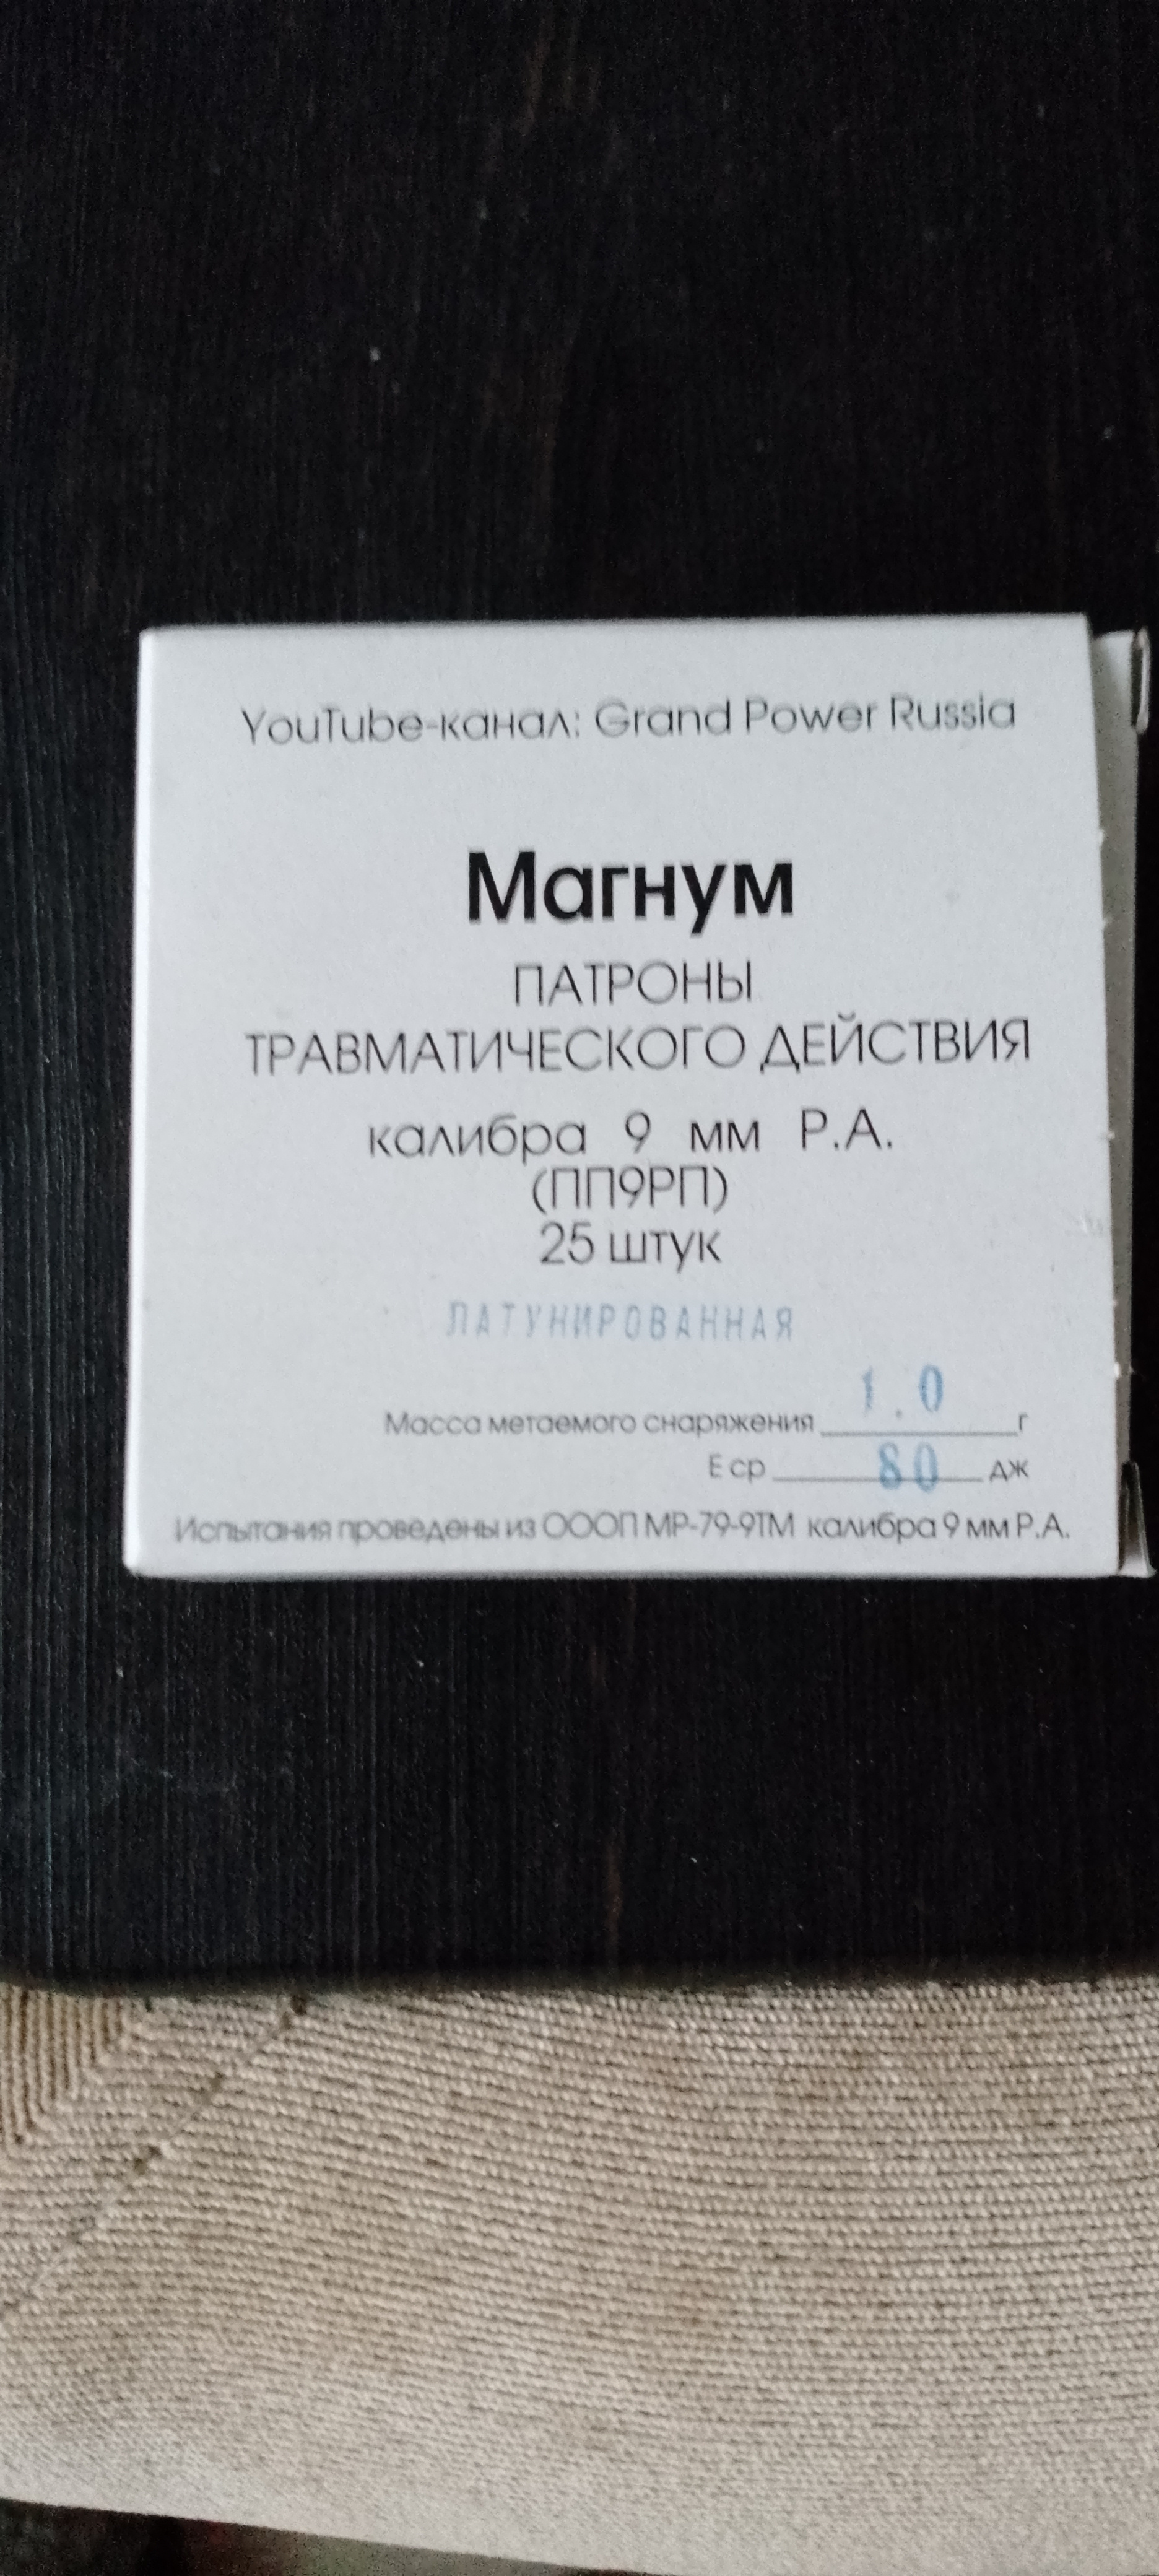 YouTube-канал: Grand Power Russia
Магнум
ПАТРОНЫ
ТРАВМАТИЧЕСКОГО ДЕЙСТВИЯ
калибра 9 мм Р.А.
(ПП9РП)
25 штук
ЛАТУНИРОВАННАЯ
Масса метаемого снаряжения 1.0 г
Е ср 80 дж
Испытания проведены из ОООП МР-79-9ТМ калибра 9 мм Р.А.